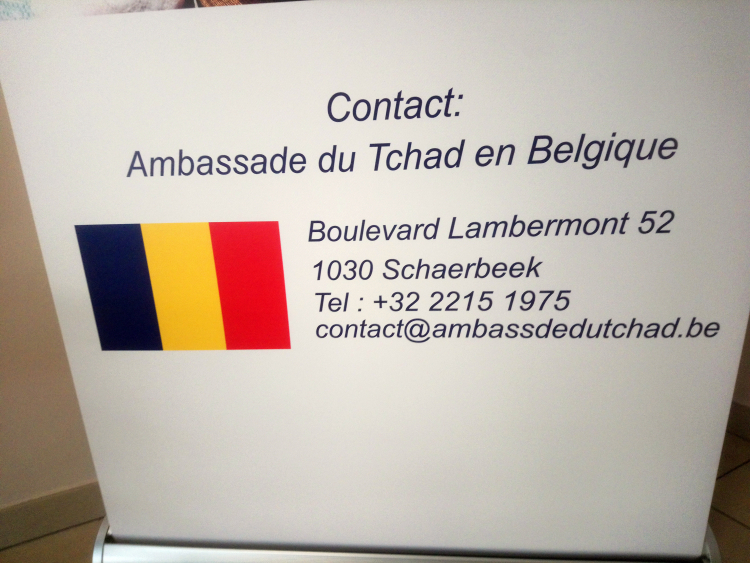 Contact:
Ambassade du Tchad en Belgique
Boulevard Lambermont 52
1030 Schaerbeek
Tel : +32 2215 1975
contact@ambassdedutchad.be